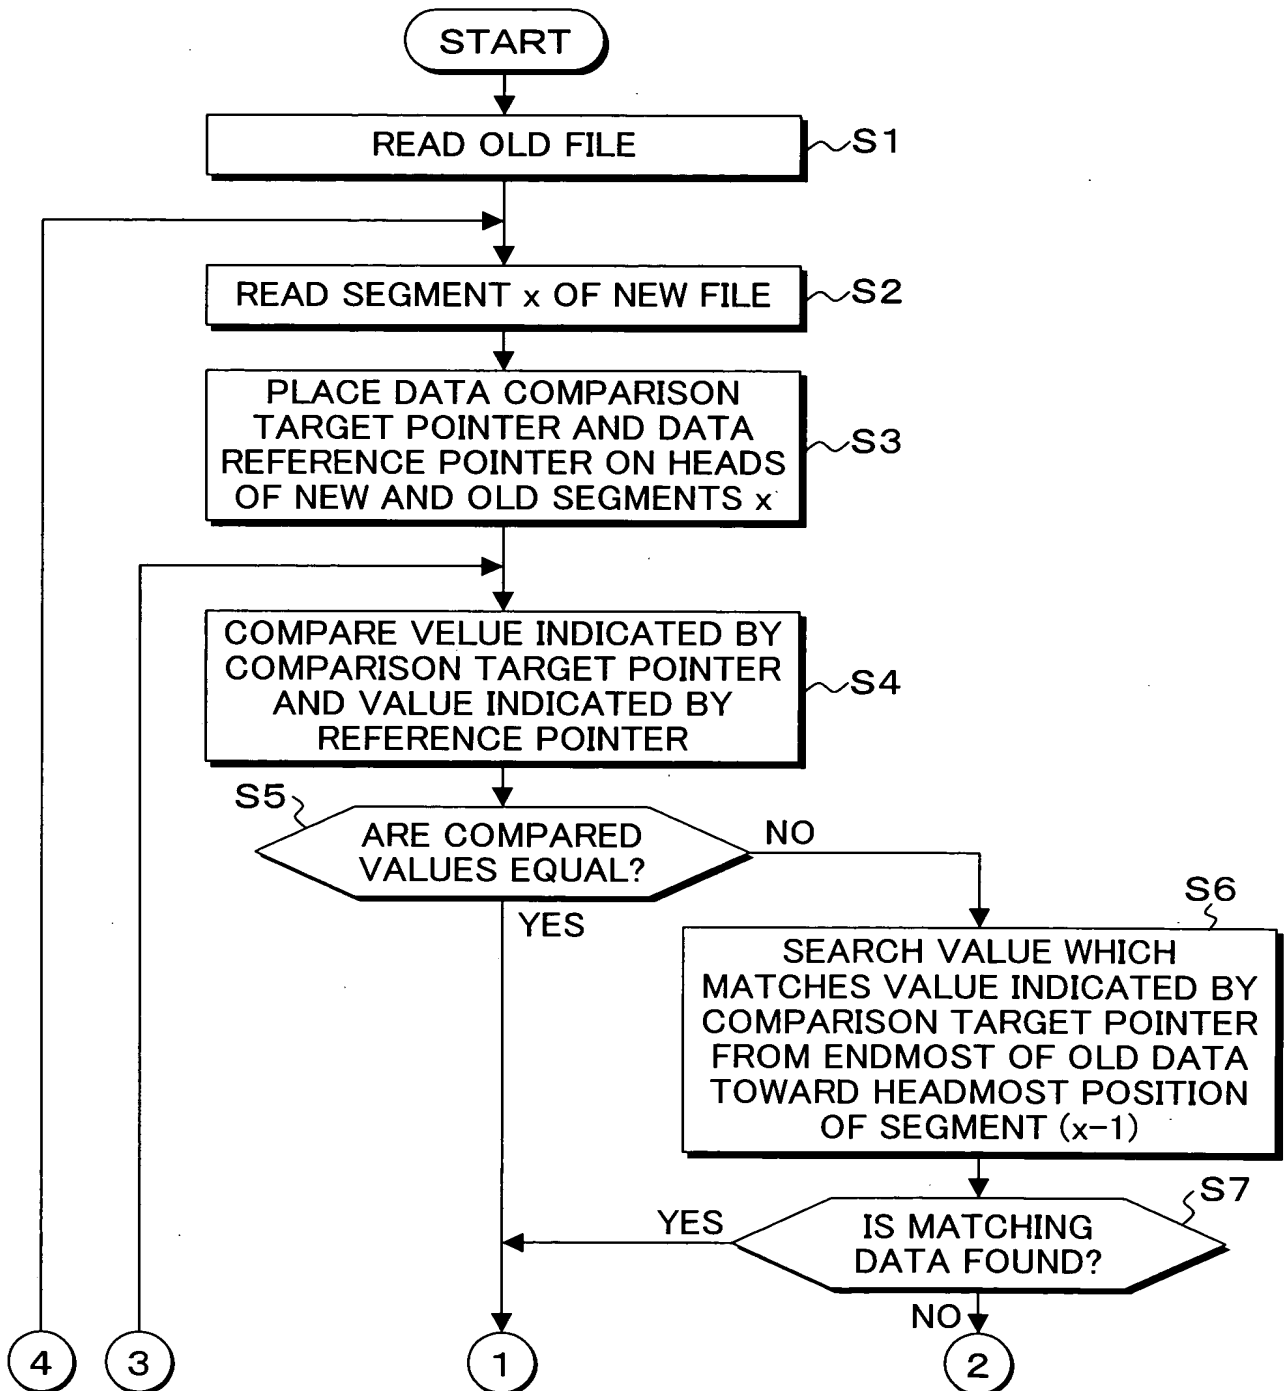 START
READ OLD FILE
S1
READ SEGMENT x OF NEW FILE
S2
PLACE DATA COMPARISON
TARGET POINTER AND DATA
REFERENCE POINTER ON HEADS
OF NEW AND OLD SEGMENTS x
S3
COMPARE VELUE INDICATED BY
COMPARISON TARGET POINTER
AND VALUE INDICATED BY
REFERENCE POINTER
S4
S5
ARE COMPARED
VALUES EQUAL?
NO
YES
S6
SEARCH VALUE WHICH
MATCHES VALUE INDICATED BY
COMPARISON TARGET POINTER
FROM ENDMOST OF OLD DATA
TOWARD HEADMOST POSITION
OF SEGMENT (x-1)
S7
YES
IS MATCHING
DATA FOUND?
NO
4
3
1
2